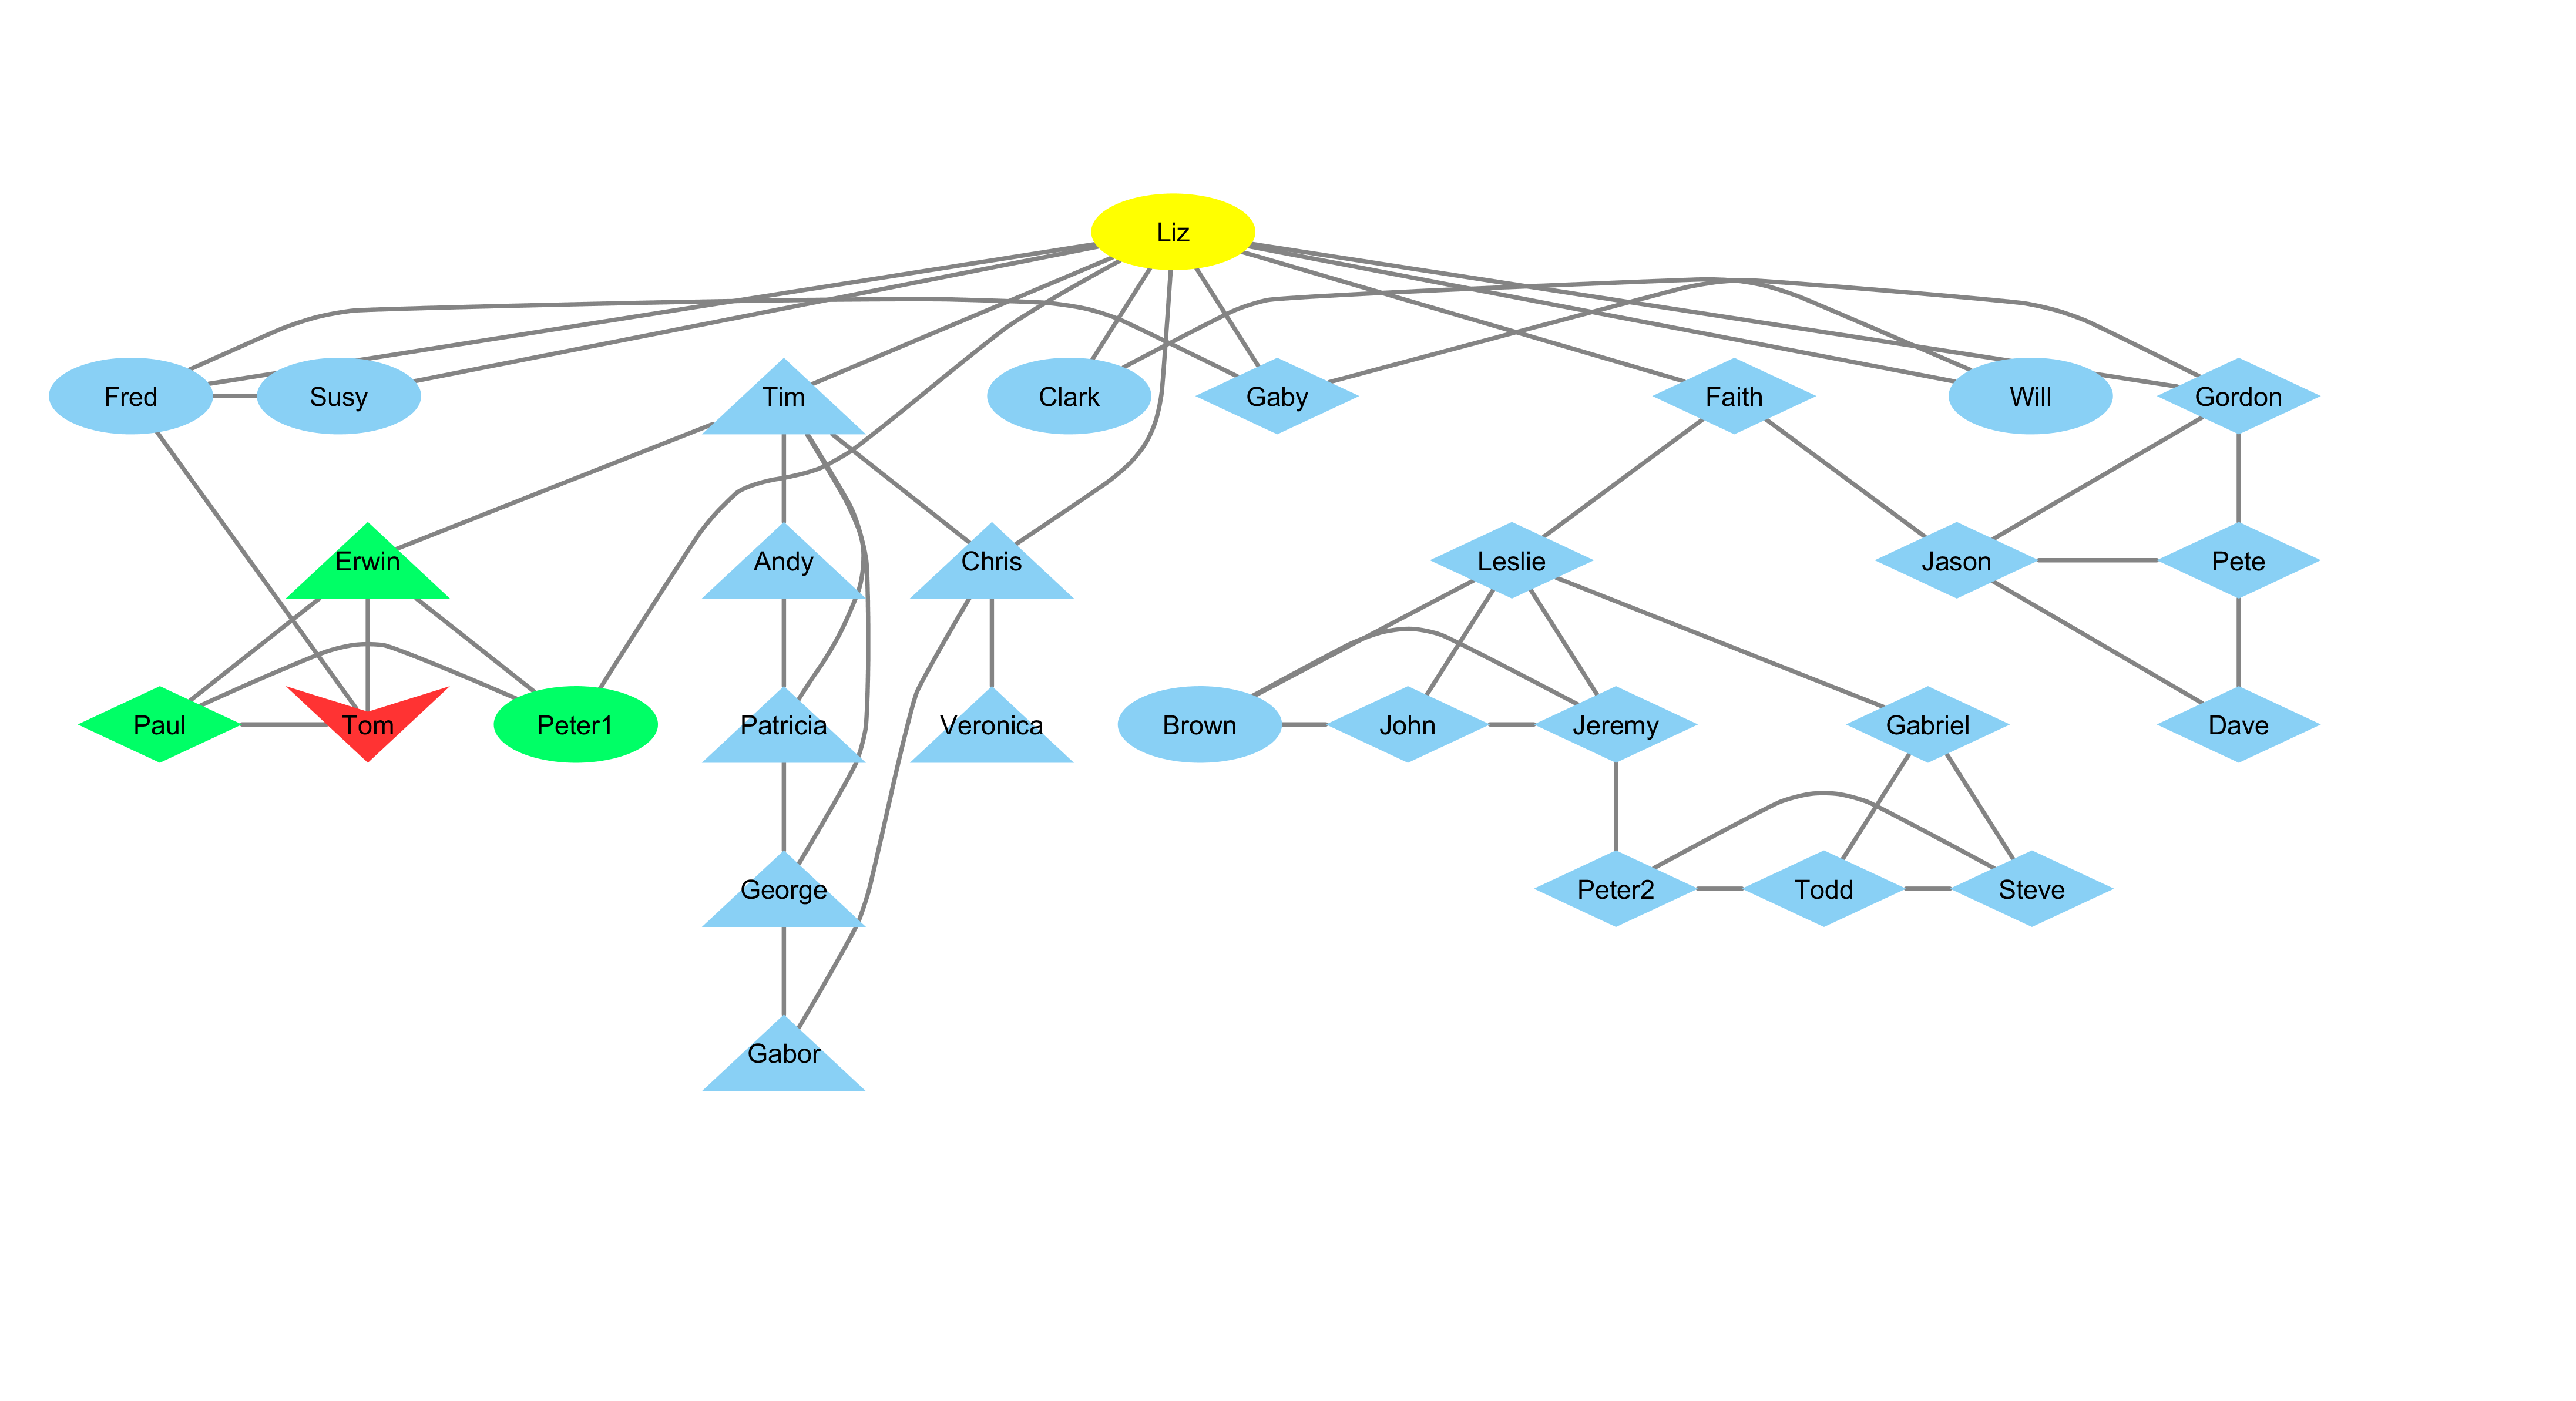 Liz
Fred
Susy
Tim
Clark
Gaby
Faith
Will
Gordon
Erwin
Andy
Chris
Leslie
Jason
Pete
Paul
Tom
Peter1
Patricia
Veronica
Brown
John
Jeremy
Gabriel
Dave
George
Peter2
Todd
Steve
Gabor